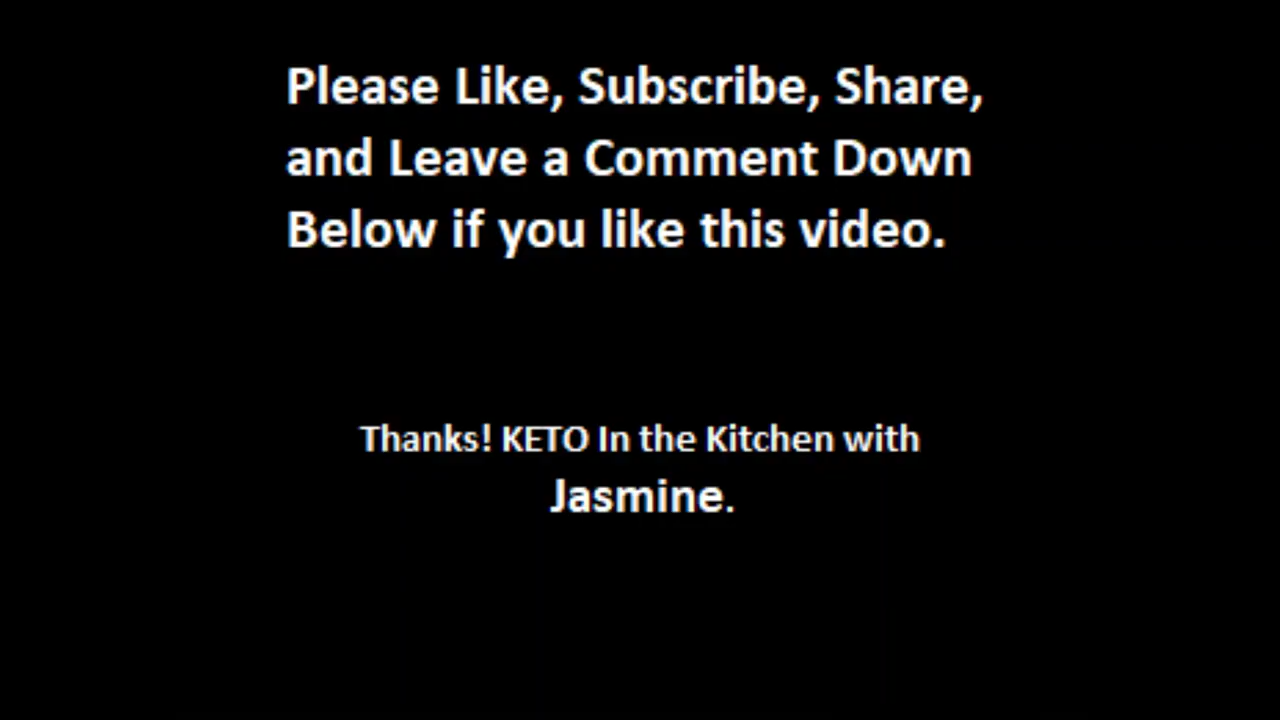 Please Like, Subscribe, Share,
and Leave a Comment Down
Below if you like this video.
Thanks! KETO In the Kitchen with
Jasmine.